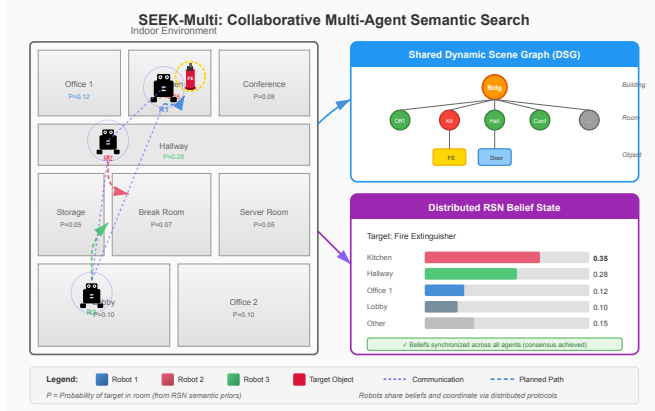 SEEK-Multi: Collaborative Multi-Agent Semantic Search
Indoor Environment
Office 1
P=0.12
Conference
P=0.08
FE
R1
Hallway
P=0.28
R2
Storage
P=0.05
Break Room
P=0.07
Server Room
P=0.05
Lobby
P=0.10
R3
Office 2
P=0.10
Shared Dynamic Scene Graph (DSG)
Bldg
Building
Off1
Kit
Hall
Conf
...
Room
FE
Door
Object
Distributed RSN Belief State
Target: Fire Extinguisher
Kitchen
0.35
Hallway
0.28
Office 1
0.12
Lobby
0.10
Other
0.15
✓ Beliefs synchronized across all agents (consensus achieved)
Legend:
Robot 1
Robot 2
Robot 3
Target Object
Communication
Planned Path
P = Probability of target in room (from RSN semantic priors)
Robots share beliefs and coordinate via distributed protocols